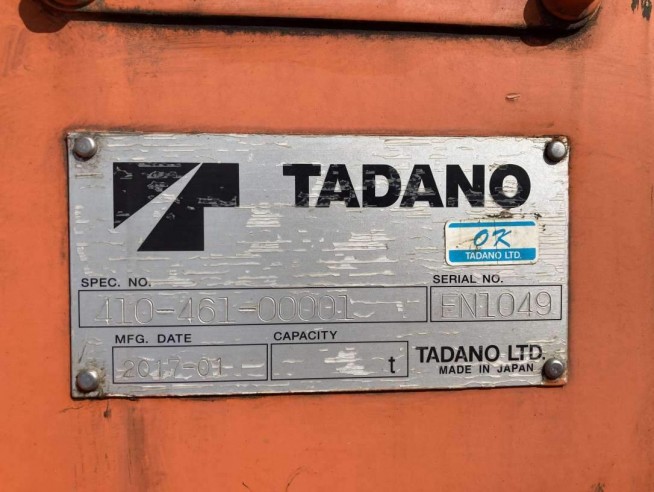 TADANO
OK
TADANO LTD.
SPEC. NO.
SERIAL NO.
410-461-00001
FN1049
MFG. DATE
CAPACITY
2017-01
t
TADANO LTD.
MADE IN JAPAN